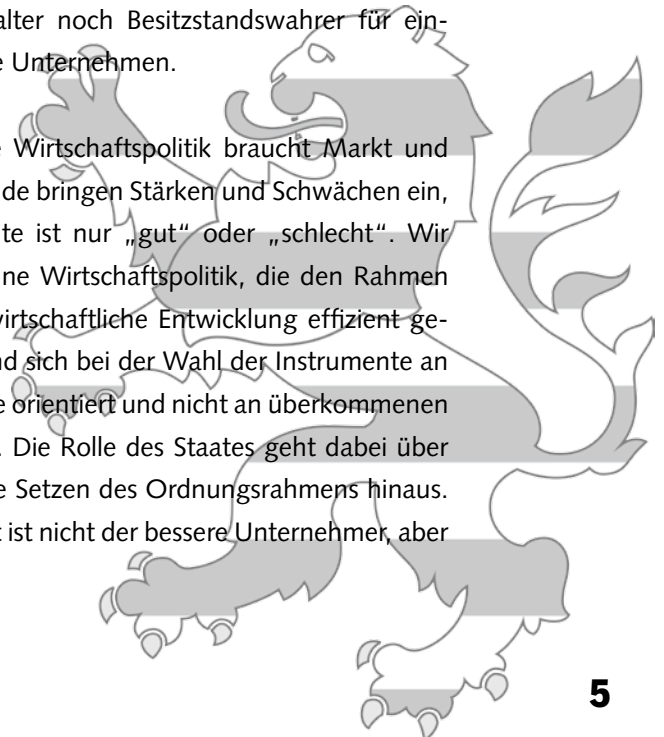 alter noch Besitzstandswahrer für ein-
e Unternehmen.
e Wirtschaftspolitik braucht Markt und
de bringen Stärken und Schwächen ein,
te ist nur „gut“ oder „schlecht“. Wir
ne Wirtschaftspolitik, die den Rahmen
wirtschaftliche Entwicklung effizient ge-
nd sich bei der Wahl der Instrumente an
e orientiert und nicht an überkommenen
. Die Rolle des Staates geht dabei über
e Setzen des Ordnungsrahmens hinaus.
t ist nicht der bessere Unternehmer, aber
5